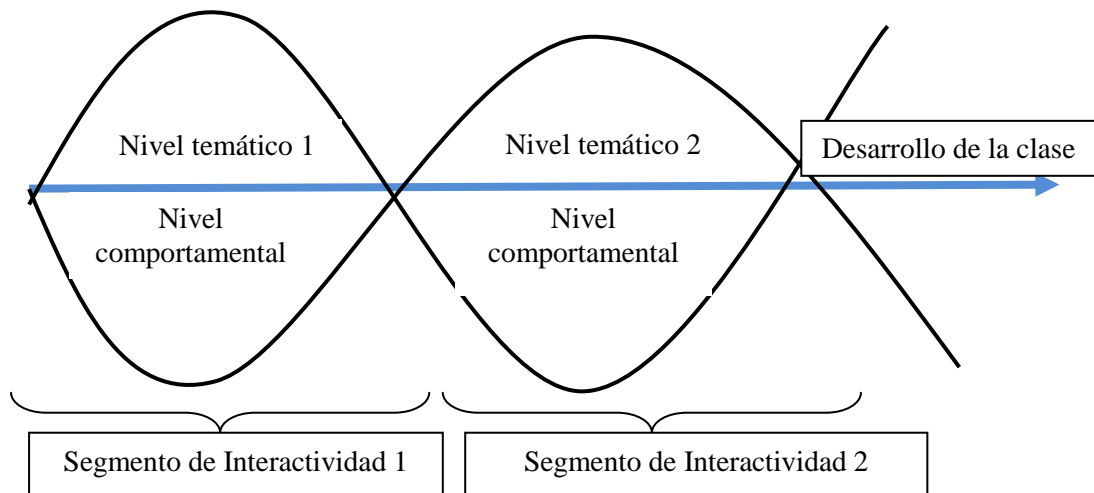 Nivel temático 1
Nivel temático 2
Desarrollo de la clase
Nivel
comportamental
Nivel
comportamental
Segmento de Interactividad 1
Segmento de Interactividad 2